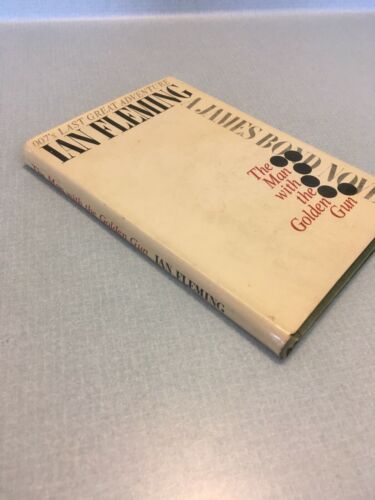 007's LAST GREAT ADVENTURE
IAN FLEMING
A JAMES BOND NOVEL
The
Man
with
the
Golden
Gun
The Man with the Golden Gun IAN FLEMING